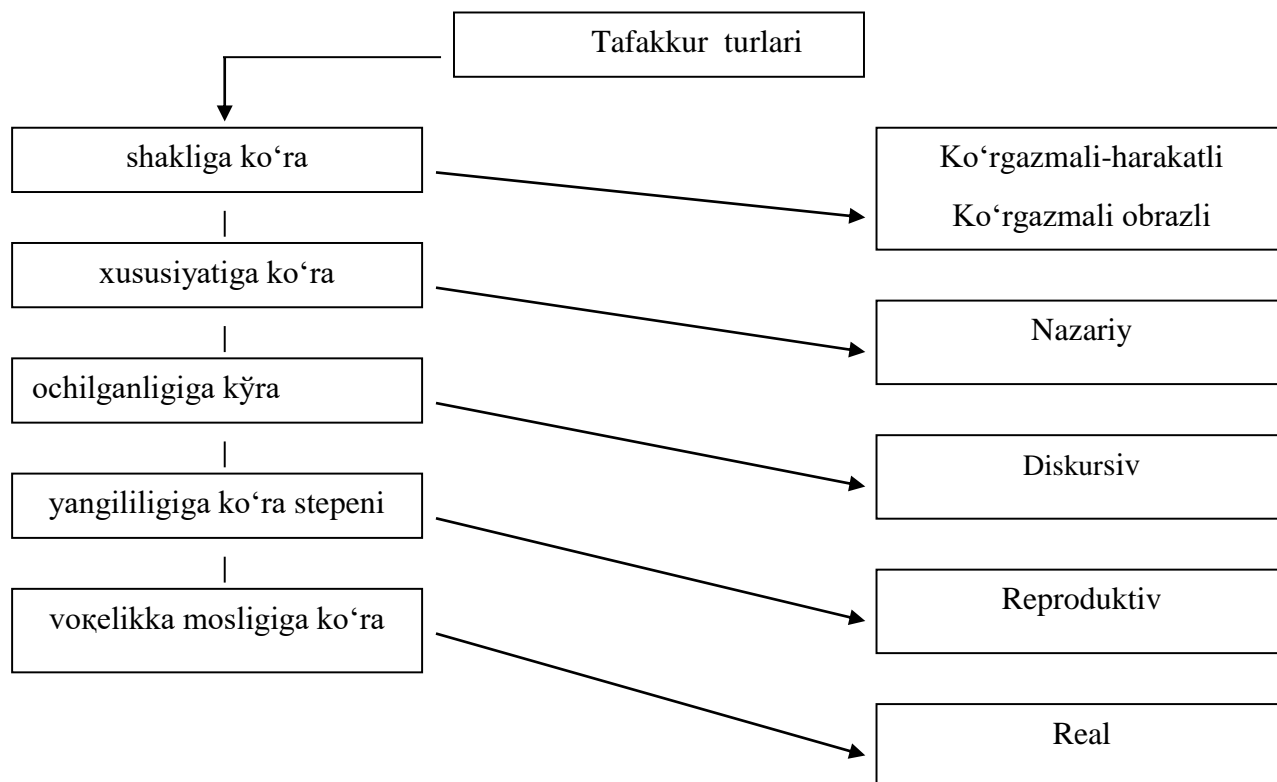 Tafakkur turlari
shakliga ko‘ra
Ko‘rgazmali-harakatli
Ko‘rgazmali obrazli
xususiyatiga ko‘ra
Nazariy
ochilganligiga kўra
Diskursiv
yangililigiga ko‘ra stepeni
Reproduktiv
voқelikka mosligiga ko‘ra
Real